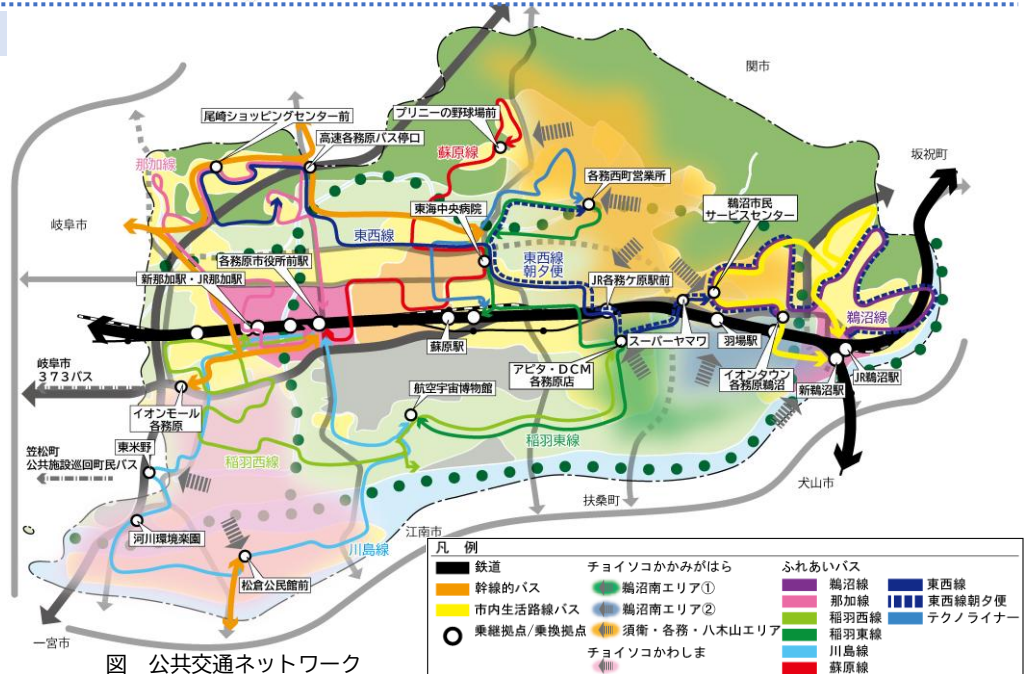 関市
尾崎ショッピングセンター前
プリニーの野球場前
高速各務原バス停口
那加線
蘇原線
坂祝町
各務西町営業所
鵜沼市民
サービスセンター
東海中央病院
岐阜市
東西線
東西線
朝夕便
各務原市役所前駅
新那加駅・JR那加駅
JR各務ケ原駅前
鵜沼線
蘇原駅
スーパーヤマワ
羽場駅
岐阜市
373バス
アピタ・DCM
各務原店
イオンタウン
各務原鵜沼
JR鵜沼駅
新鵜沼駅
航空宇宙博物館
イオンモール
各務原
東米野
笠松町
公共施設巡回町民バス
稲羽西線
稲羽東線
犬山市
扶桑町
江南市
河川環境楽園
川島線
松倉公民館前
一宮市
凡 例
鉄道
幹線的バス
市内生活路線バス
乗継拠点/乗換拠点
チョイソコかかみがはら
鵜沼南エリア①
鵜沼南エリア②
須衛・各務・八木山エリア
チョイソコかわしま
ふれあいバス
鵜沼線
那加線
稲羽西線
稲羽東線
川島線
蘇原線
東西線
東西線朝夕便
テクノライナー
図 公共交通ネットワーク